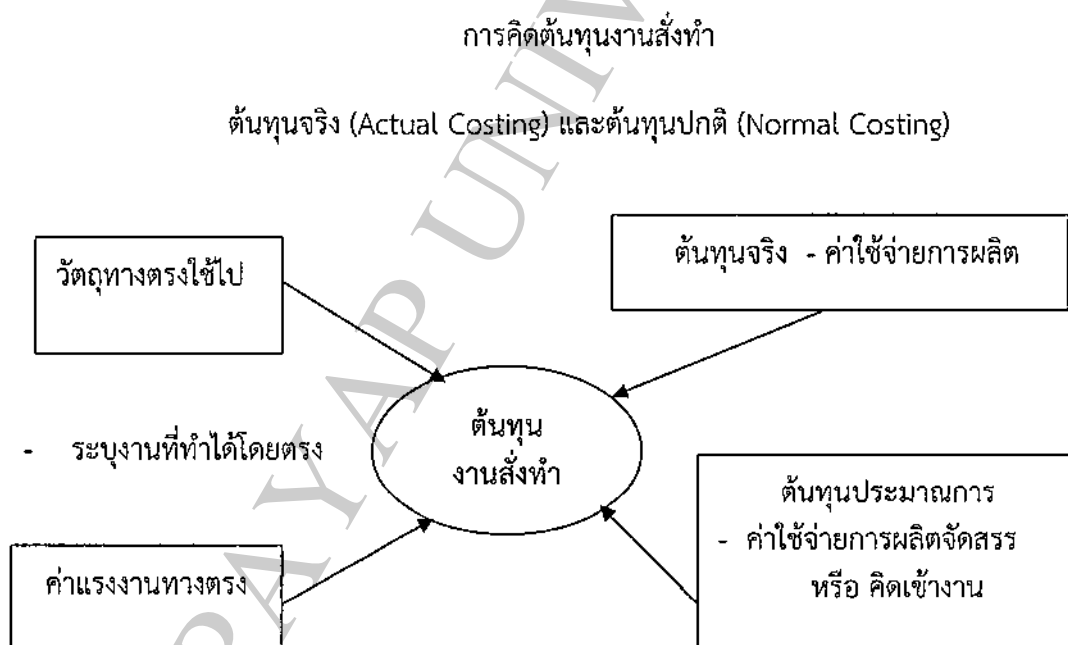 การคิดต้นทุนงานสั่งทำ
ต้นทุนจริง (Actual Costing) และต้นทุนปกติ (Normal Costing)
วัตถุทางตรงใช้ไป
ต้นทุนจริง - ค่าใช้จ่ายการผลิต
- ระบุงานที่ทำได้โดยตรง
ต้นทุน
งานสั่งทำ
ค่าแรงงานทางตรง
ต้นทุนประมาณการ
- ค่าใช้จ่ายการผลิตจัดสรร
หรือ คิดเข้างาน
PAYAP UNIV